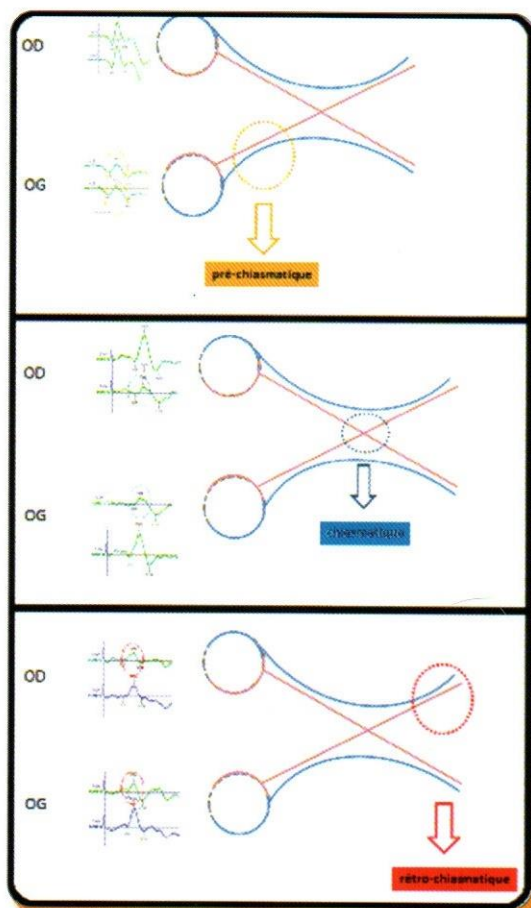 OD
OG
pré-chiasmatique
OD
OG
chiasmatique
OD
OG
rétro-chiasmatique